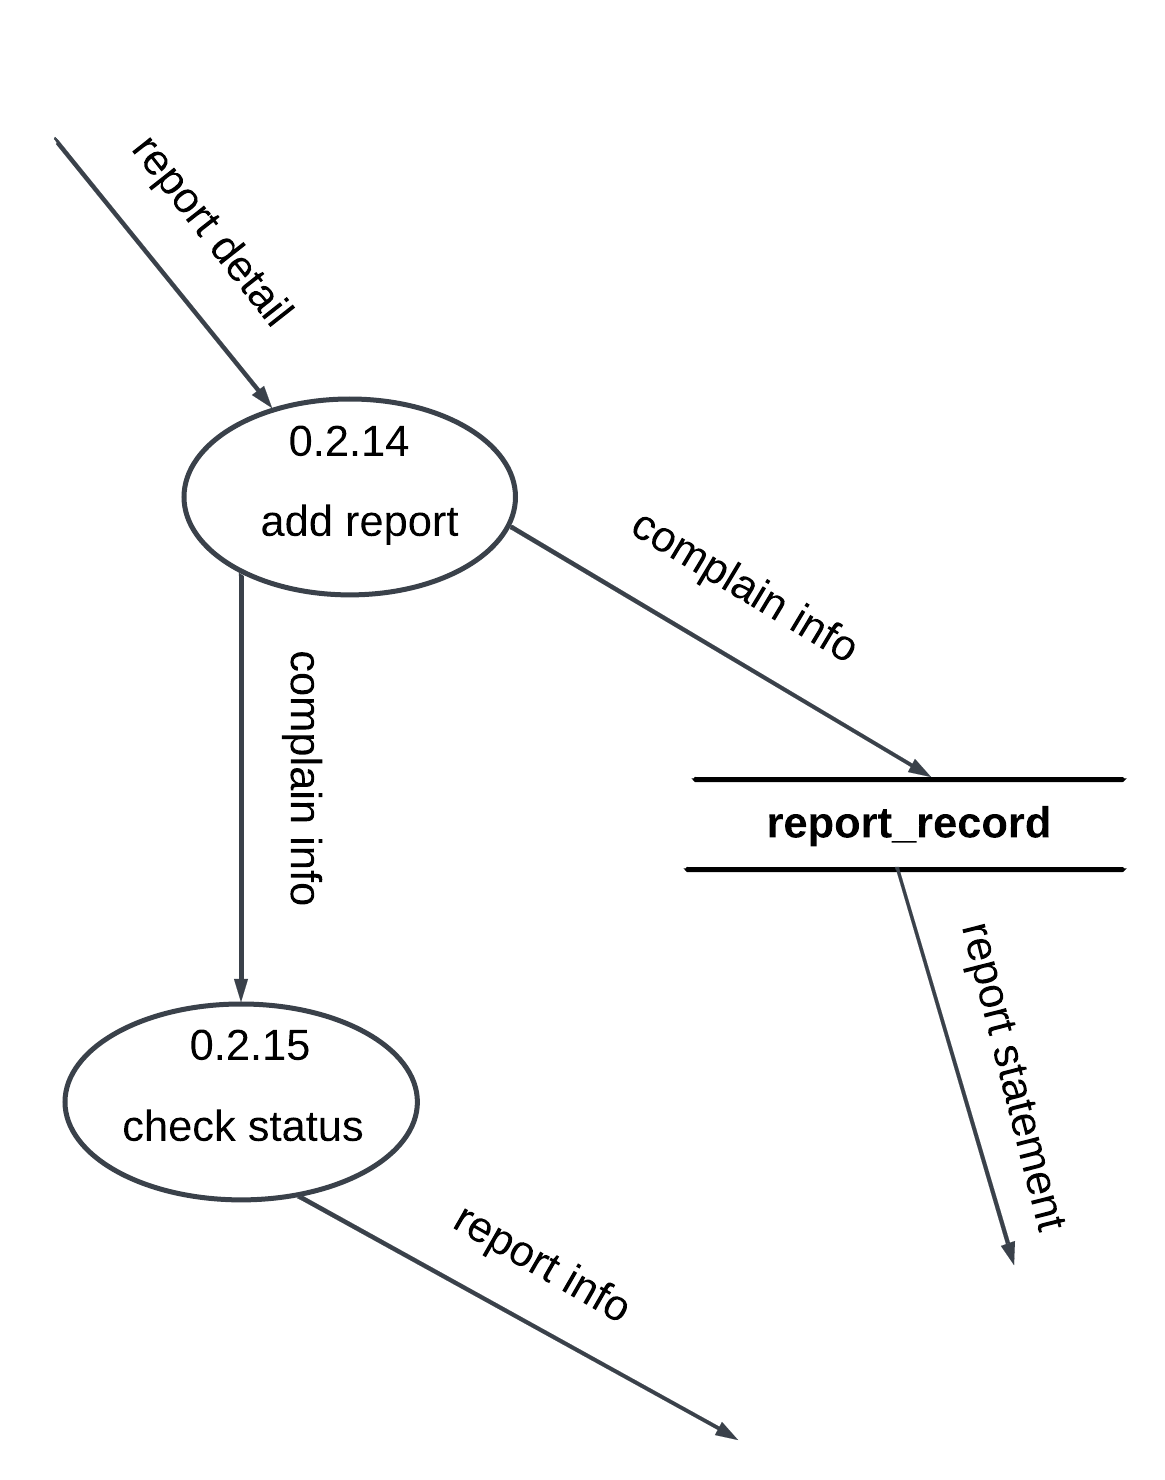 report detail
0.2.14
add report
complain info
complain info
report_record
report statement
0.2.15
check status
report info